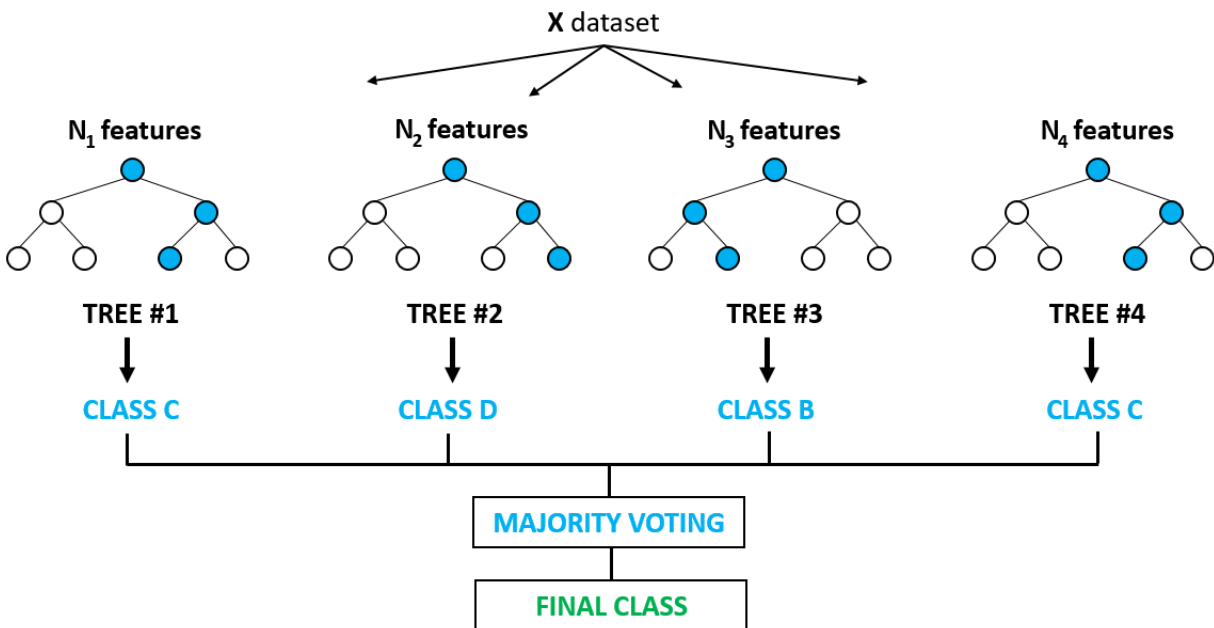 X dataset
N₁ features
N₂ features
N₃ features
N₄ features
TREE #1
TREE #2
TREE #3
TREE #4
CLASS C
CLASS D
CLASS B
CLASS C
MAJORITY VOTING
FINAL CLASS